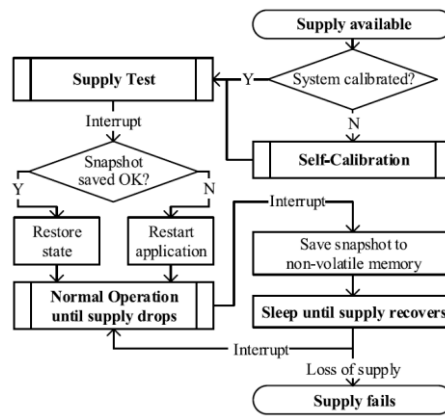 Supply available
System calibrated?
Y
N
Supply Test
Self-Calibration
Interrupt
Snapshot
saved OK?
Y
N
Restore
state
Restart
application
Interrupt
Save snapshot to
non-volatile memory
Normal Operation
until supply drops
Sleep until supply recovers
Interrupt
Loss of supply
Supply fails